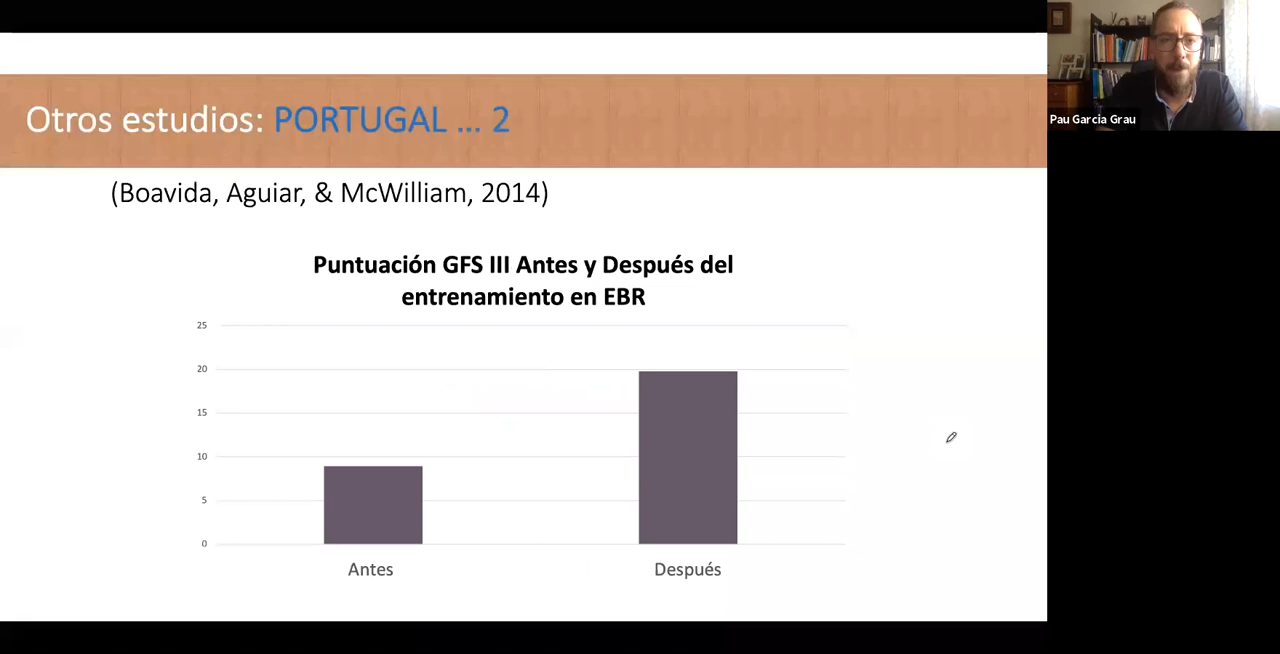 Otros estudios: PORTUGAL ... 2
(Boavida, Aguiar, & McWilliam, 2014)
Puntuación GFS III Antes y Después del
entrenamiento en EBR
25
20
15
10
5
0
Antes
Después
Pau García Grau